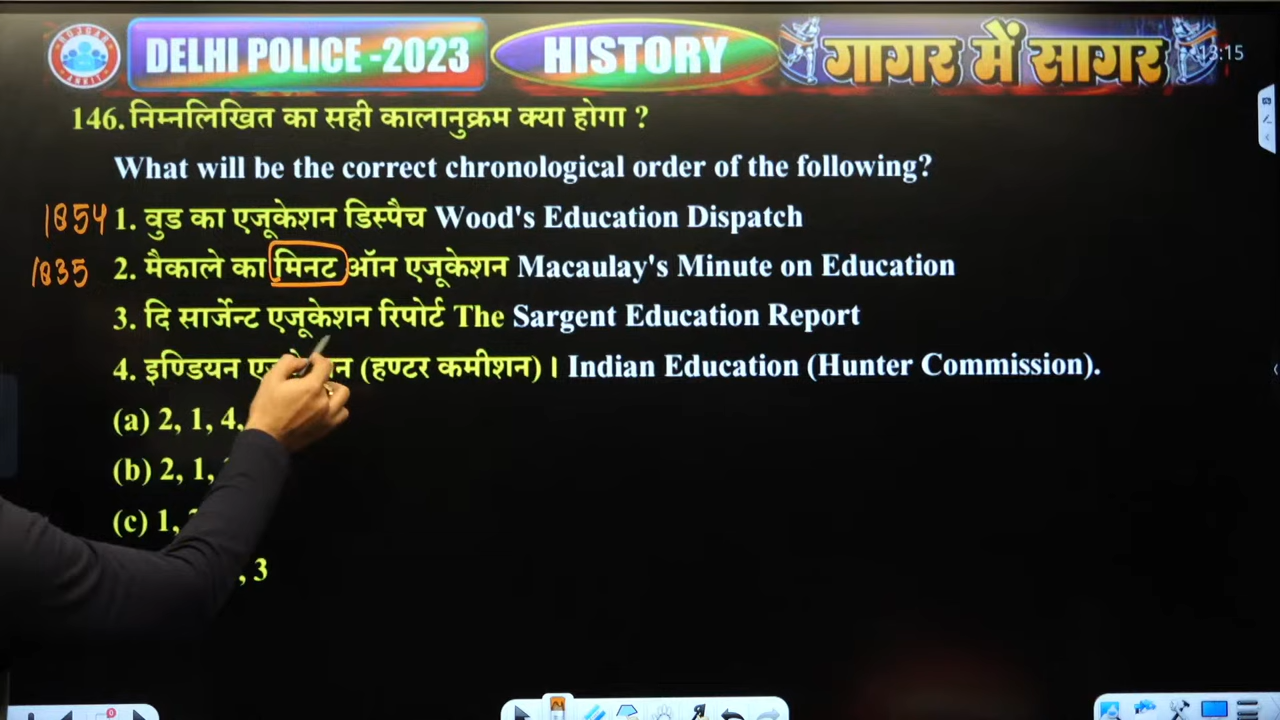 ROJGAR
ANKIT
DELHI POLICE -2023
HISTORY
गागर में सागर
13:15
146. निम्नलिखित का सही कालानुक्रम क्या होगा ?
What will be the correct chronological order of the following?
1854 1. वुड का एजूकेशन डिस्पैच Wood's Education Dispatch
1835 2. मैकाले का मिनट ऑन एजूकेशन Macaulay's Minute on Education
3. दि सार्जेन्ट एजूकेशन रिपोर्ट The Sargent Education Report
4. इण्डियन (हण्टर कमीशन) । Indian Education (Hunter Commission).
(a) 2, 1, 4,
(b) 2, 1,
(c) 1,
, 3